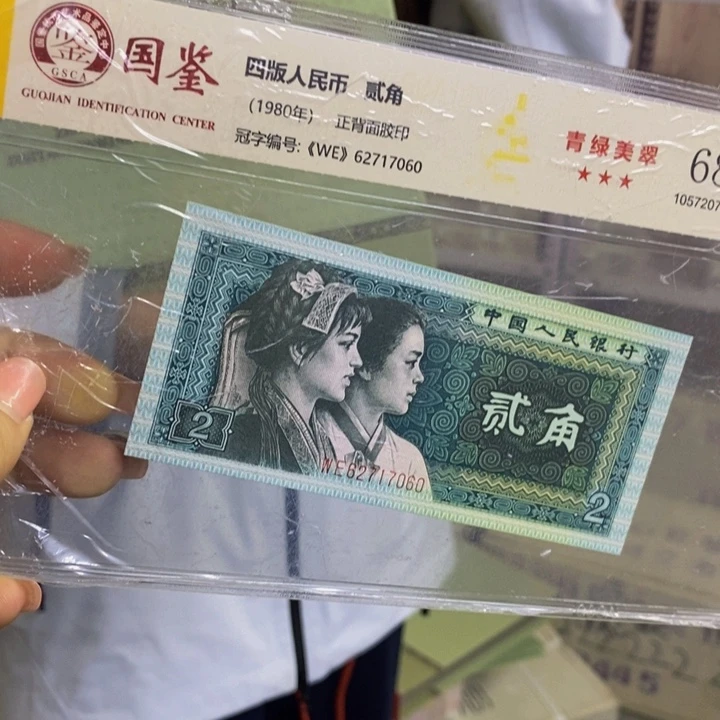 国鉴
GSCA
GUOJIAN IDENTIFICATION CENTER
四版人民币 贰角
(1980年) 正背面胶印
冠字编号:《WE》62717060
青绿美翠
★★★
68
1057207
中国人民银行
贰角
2
WE62717060
2